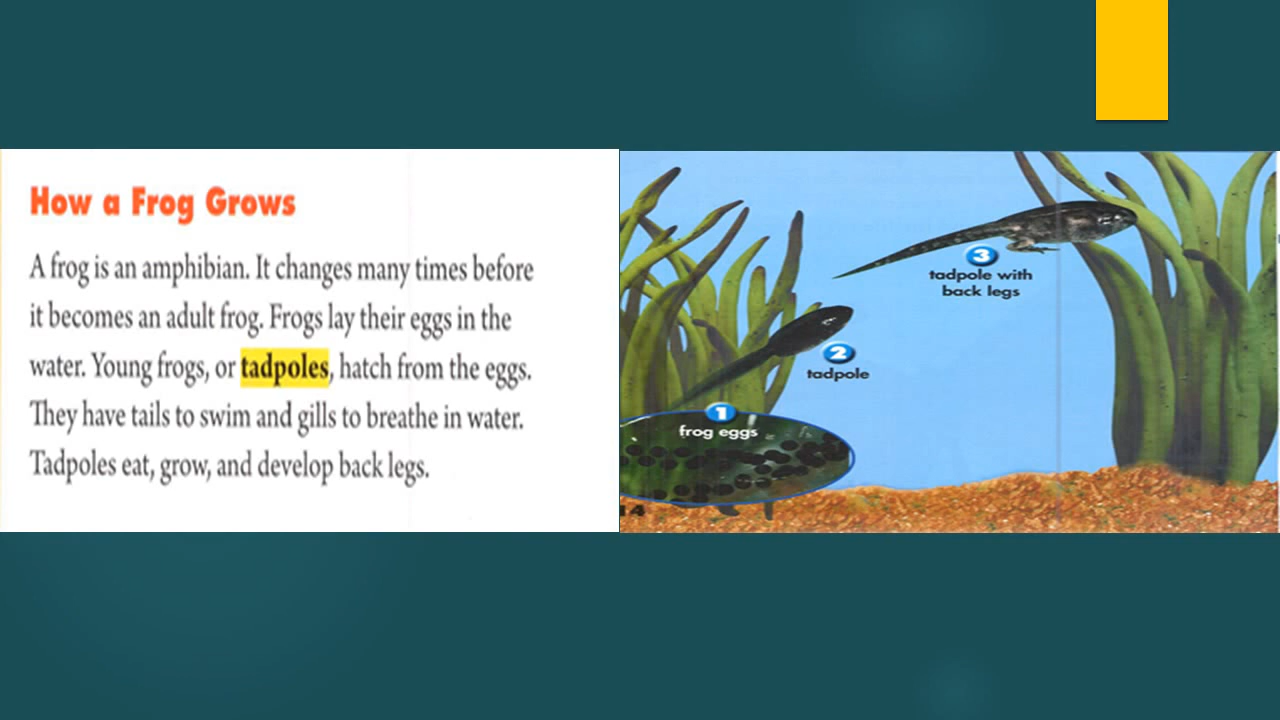 How a Frog Grows
A frog is an amphibian. It changes many times before
it becomes an adult frog. Frogs lay their eggs in the
water. Young frogs, or tadpoles, hatch from the eggs.
They have tails to swim and gills to breathe in water.
Tadpoles eat, grow, and develop back legs.
3
tadpole with
back legs
2
tadpole
1
frog eggs
14